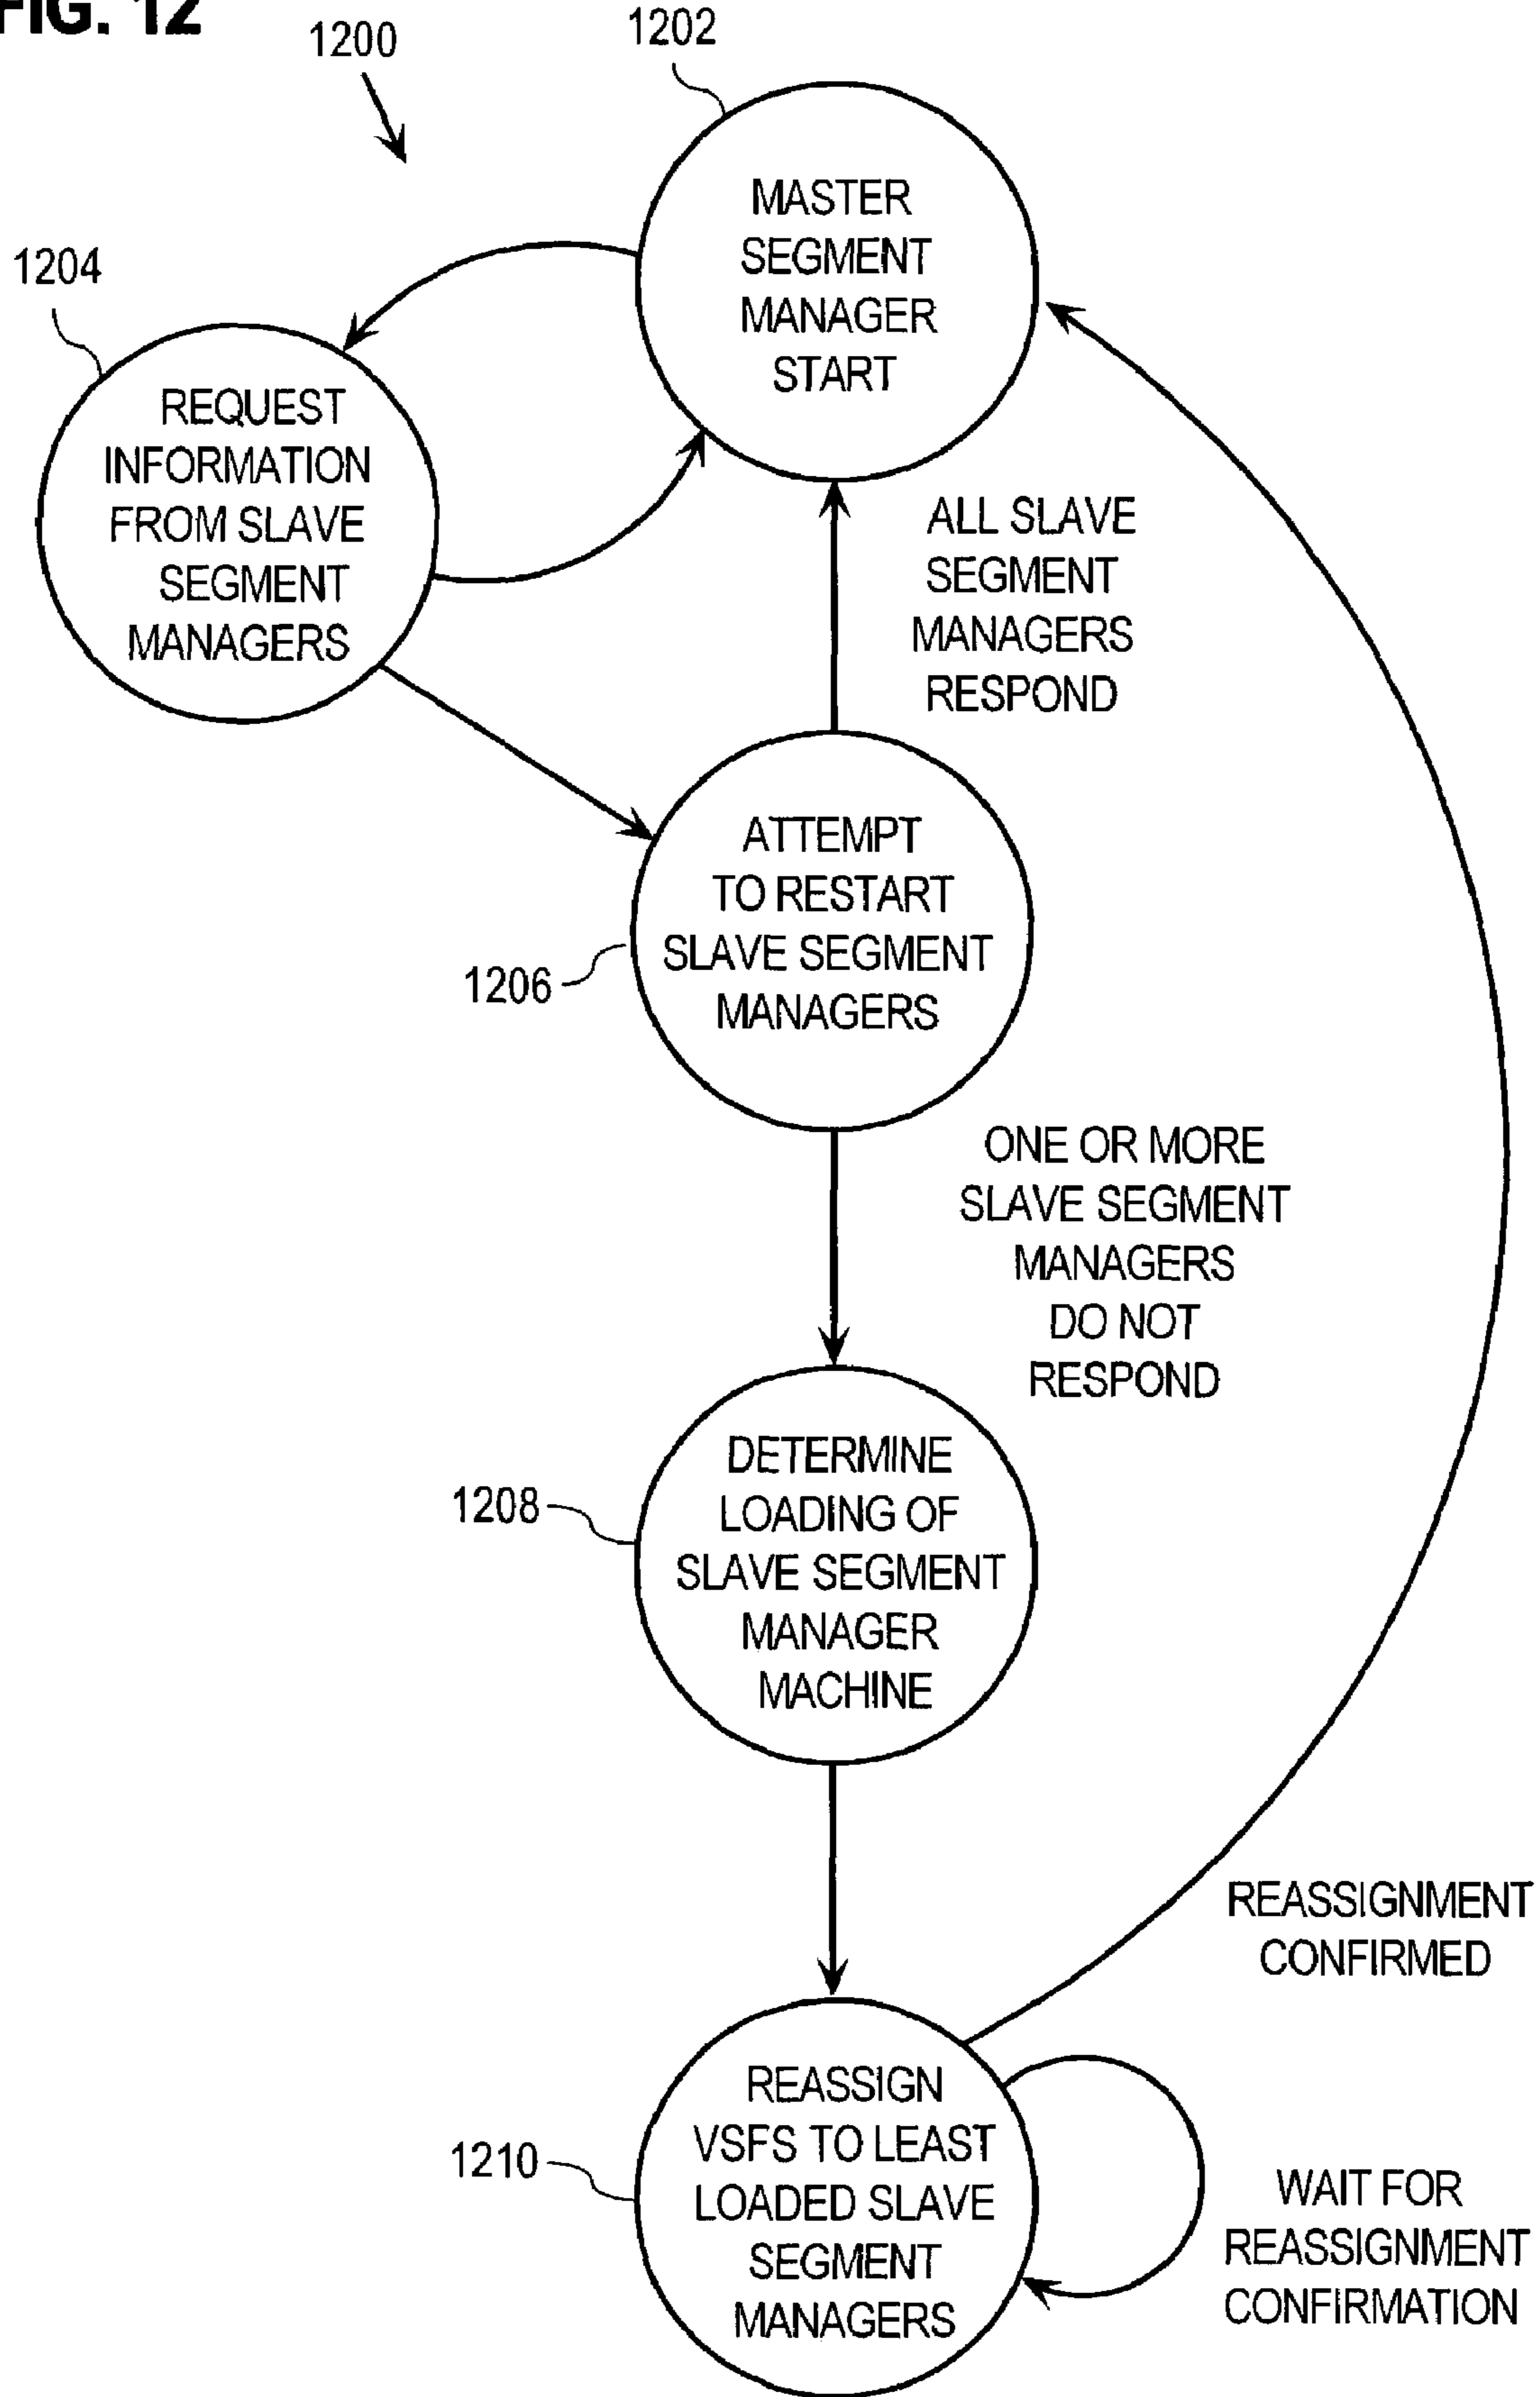 FIG. 12
1200
1202
MASTER
SEGMENT
MANAGER
START
1204
REQUEST
INFORMATION
FROM SLAVE
SEGMENT
MANAGERS
ALL SLAVE
SEGMENT
MANAGERS
RESPOND
ATTEMPT
TO RESTART
SLAVE SEGMENT
MANAGERS
1206
ONE OR MORE
SLAVE SEGMENT
MANAGERS
DO NOT
RESPOND
DETERMINE
LOADING OF
SLAVE SEGMENT
MANAGER
MACHINE
1208
REASSIGNMENT
CONFIRMED
REASSIGN
VSFS TO LEAST
LOADED SLAVE
SEGMENT
MANAGERS
1210
WAIT FOR
REASSIGNMENT
CONFIRMATION